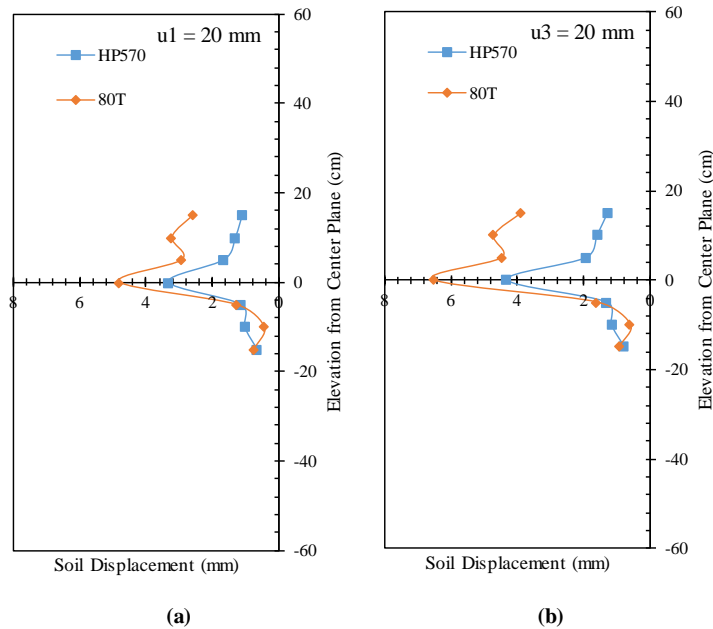 u1 = 20 mm
HP570
80T
60
40
20
0
-20
-40
-60
8
6
4
2
0
Elevation from Center Plane (cm)
Soil Displacement (mm)
(a)
u3 = 20 mm
HP570
80T
60
40
20
0
-20
-40
-60
8
6
4
2
0
Elevation from Center Plane (cm)
Soil Displacement (mm)
(b)